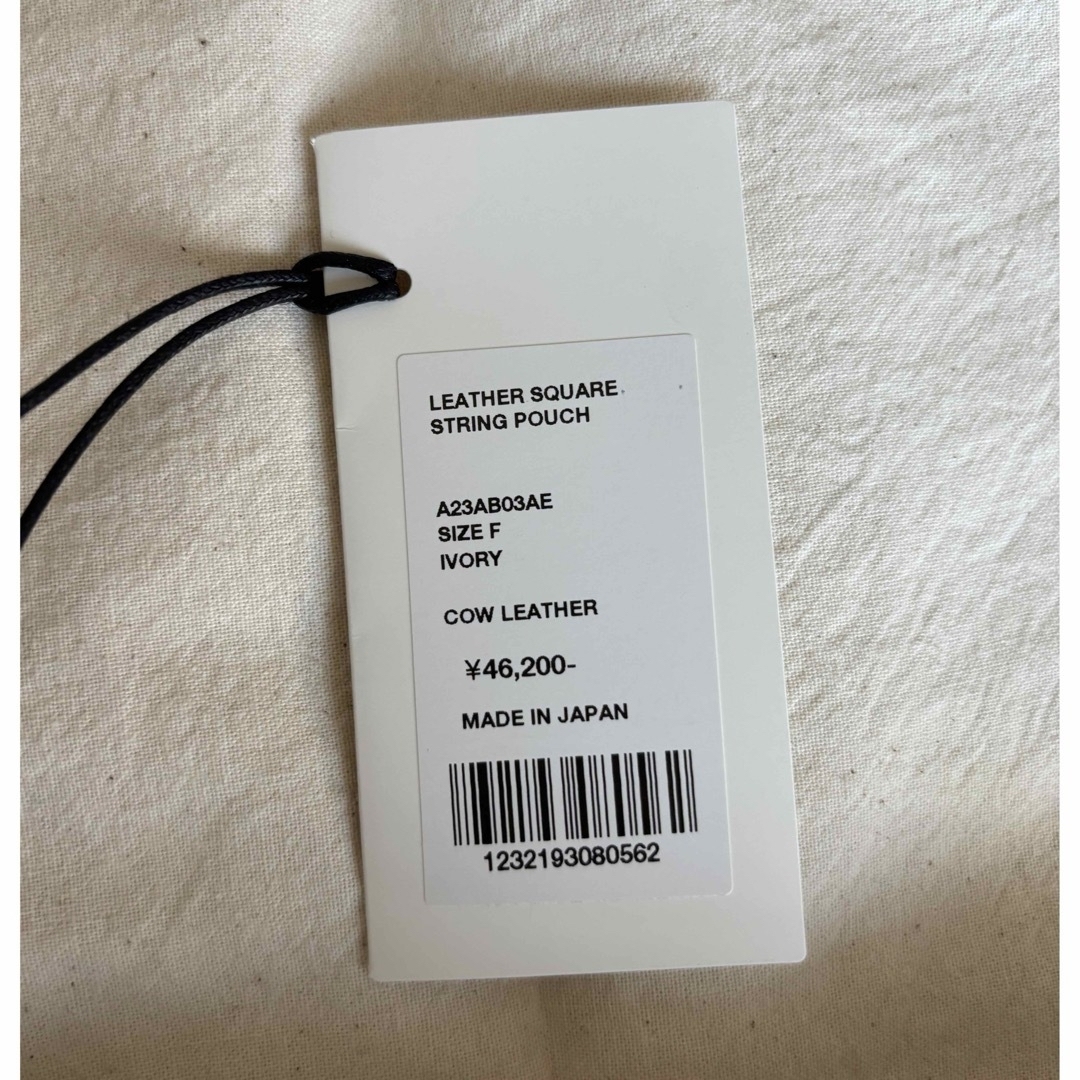 LEATHER SQUARE
STRING POUCH
A23AB03AE
SIZE F
IVORY
COW LEATHER
¥46,200-
MADE IN JAPAN
1232193080562